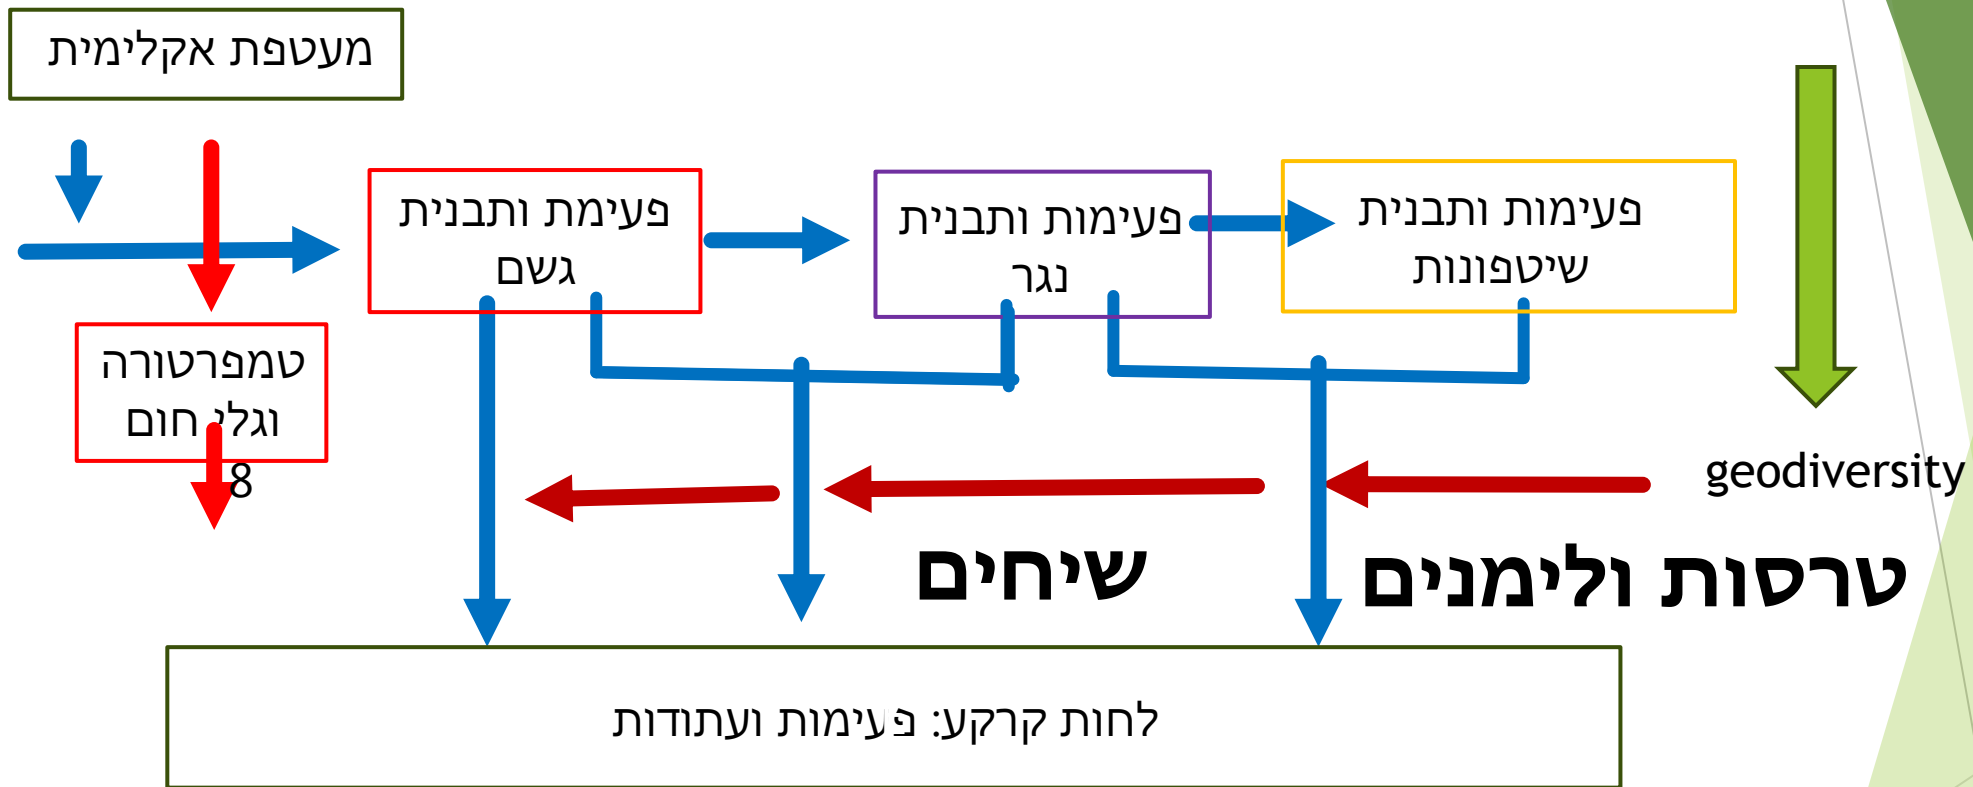 מעטפת אקלימית
פעימת ותבנית
גשם
פעימות ותבנית
נגר
פעימות ותבנית
שיטפונות
טמפרטורה
וגלי חום
8
geodiversity
שיחים
טרסות ולימנים
לחות קרקע: פעימות ועתודות